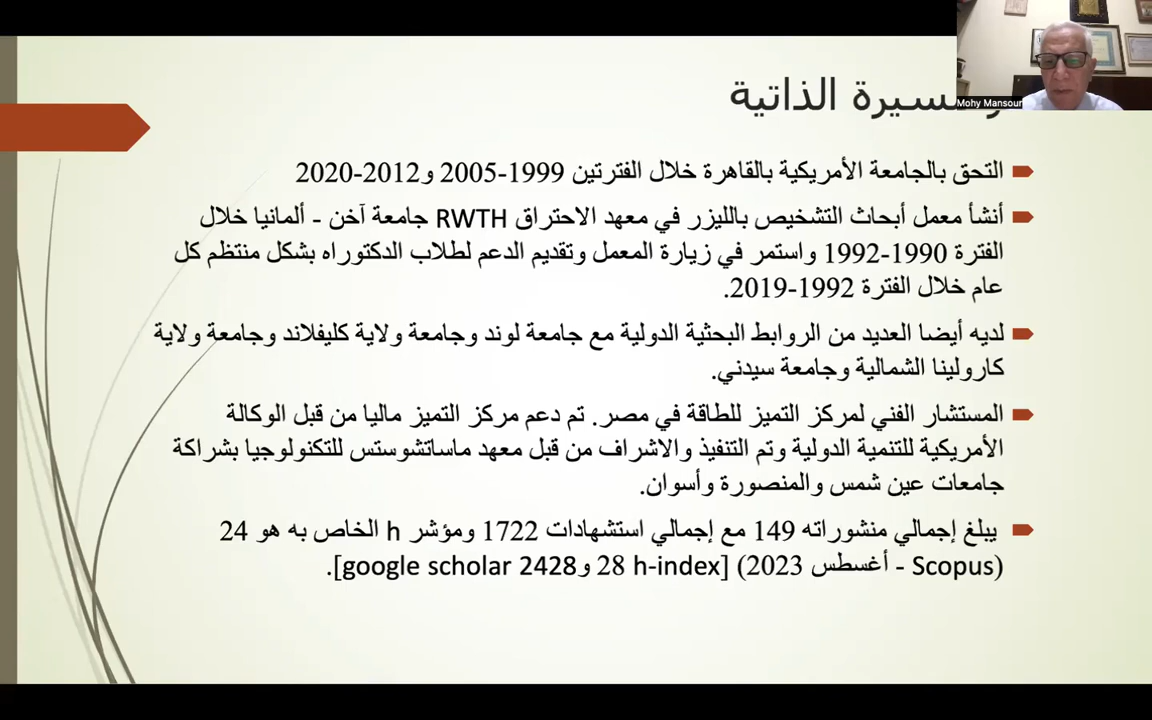 السيرة الذاتية
Mohy Mansour
التحق بالجامعة الأمريكية بالقاهرة خلال الفترتين 1999-2005 و2012-2020
أنشأ معمل أبحاث التشخيص بالليزر في معهد الاحتراق RWTH جامعة آخن - ألمانيا خلال
الفترة 1990-1992 واستمر في زيارة المعمل وتقديم الدعم لطلاب الدكتوراه بشكل منتظم كل
عام خلال الفترة 1992-2019.
لديه أيضا العديد من الروابط البحثية الدولية مع جامعة لوند وجامعة ولاية كليفلاند وجامعة ولاية
كارولينا الشمالية وجامعة سيدني.
المستشار الفني لمركز التميز للطاقة في مصر. تم دعم مركز التميز ماليا من قبل الوكالة
الأمريكية للتنمية الدولية وتم التنفيذ والاشراف من قبل معهد ماساتشوستس للتكنولوجيا بشراكة
جامعات عين شمس والمنصورة وأسوان.
يبلغ إجمالي منشوراته 149 مع إجمالي استشهادات 1722 ومؤشر h الخاص به هو 24
(Scopus - أغسطس 2023) [28 h-index و2428 google scholar].